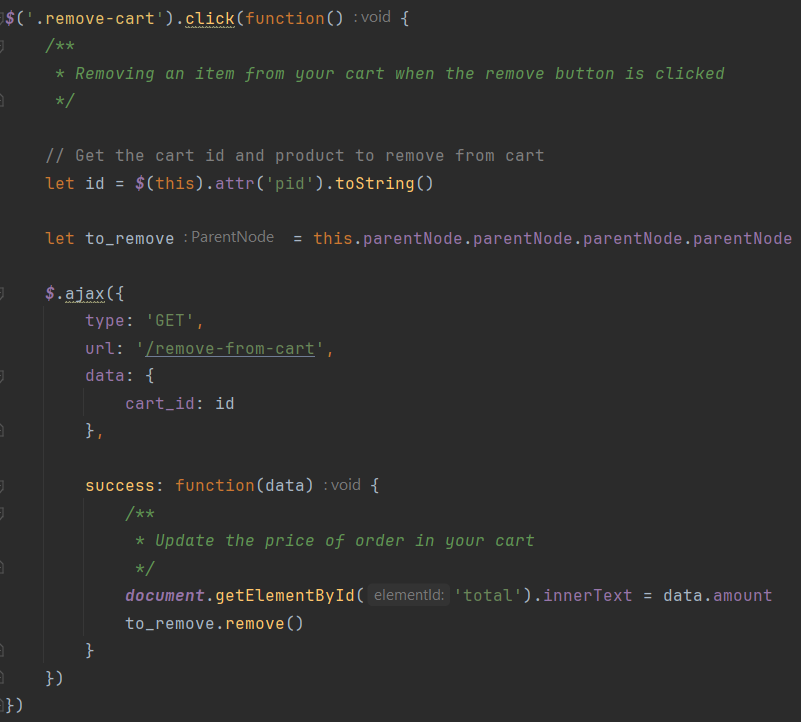 $('.remove-cart').click(function() : void {
/**
* Removing an item from your cart when the remove button is clicked
*/
// Get the cart id and product to remove from cart
let id = $(this).attr('pid').toString()
let to_remove : ParentNode = this.parentNode.parentNode.parentNode.parentNode
$.ajax({
type: 'GET',
url: '/remove-from-cart',
data: {
cart_id: id
},
success: function(data) : void {
/**
* Update the price of order in your cart
*/
document.getElementById( elementId: 'total').innerText = data.amount
to_remove.remove()
}
})
})